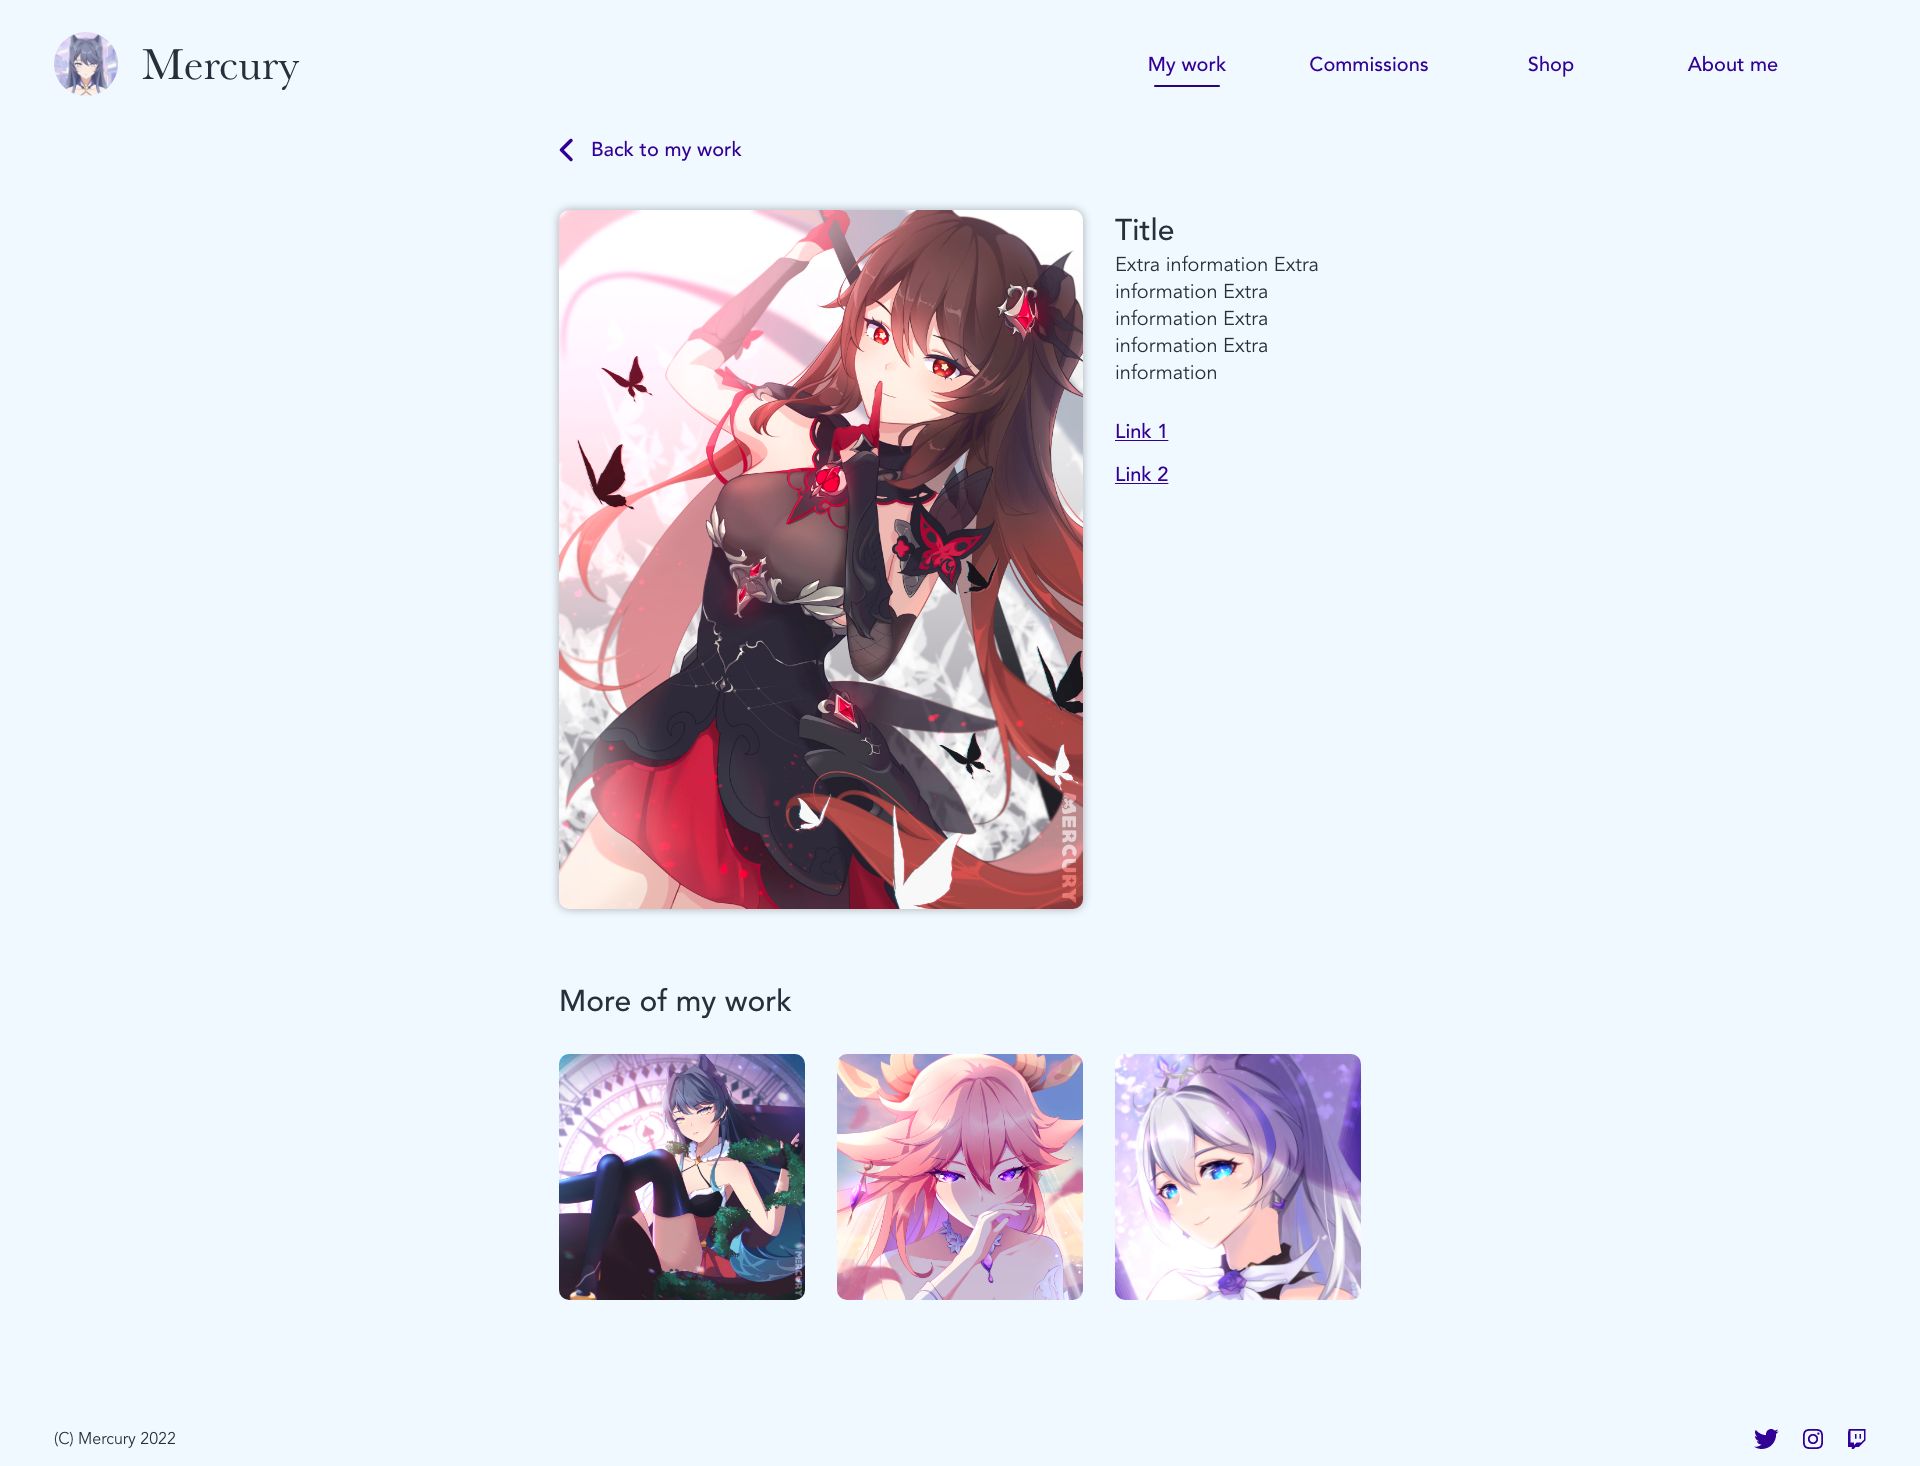 Mercury
My work
Commissions
Shop
About me
Back to my work
Title
Extra information Extra
information Extra
information Extra
information Extra
information
Link 1
Link 2
MERCURY
More of my work
MERCURY
(C) Mercury 2022